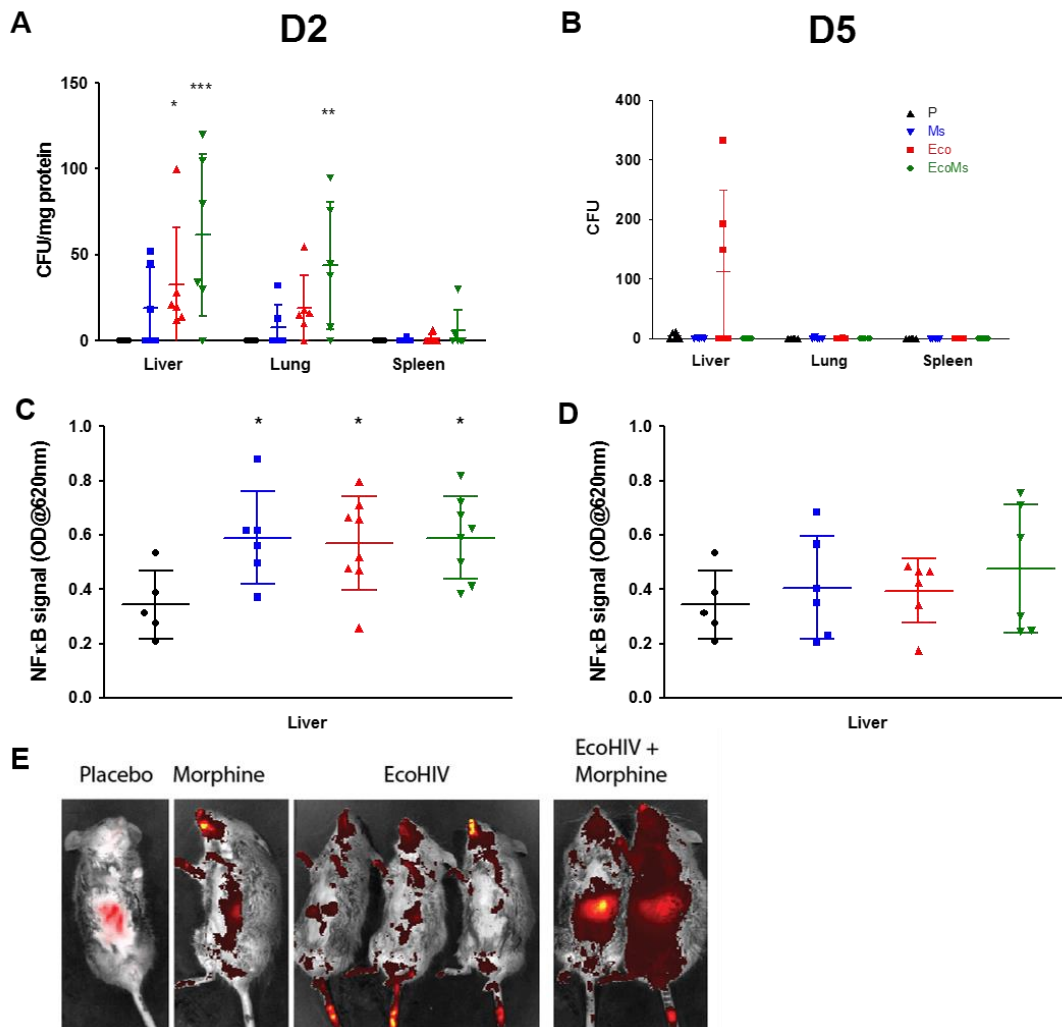 A
D2
B
D5
150
100
50
0
CFU/mg protein
*
***
**
Liver
Lung
Spleen
400
300
200
100
0
CFU
P
Ms
Eco
EcoMs
Liver
Lung
Spleen
C
1.0
0.8
0.6
0.4
0.2
0.0
NFκB signal (OD@620nm)
*
*
*
Liver
D
1.0
0.8
0.6
0.4
0.2
0.0
NFκB signal (OD@620nm)
Liver
E
Placebo
Morphine
EcoHIV
EcoHIV +
Morphine